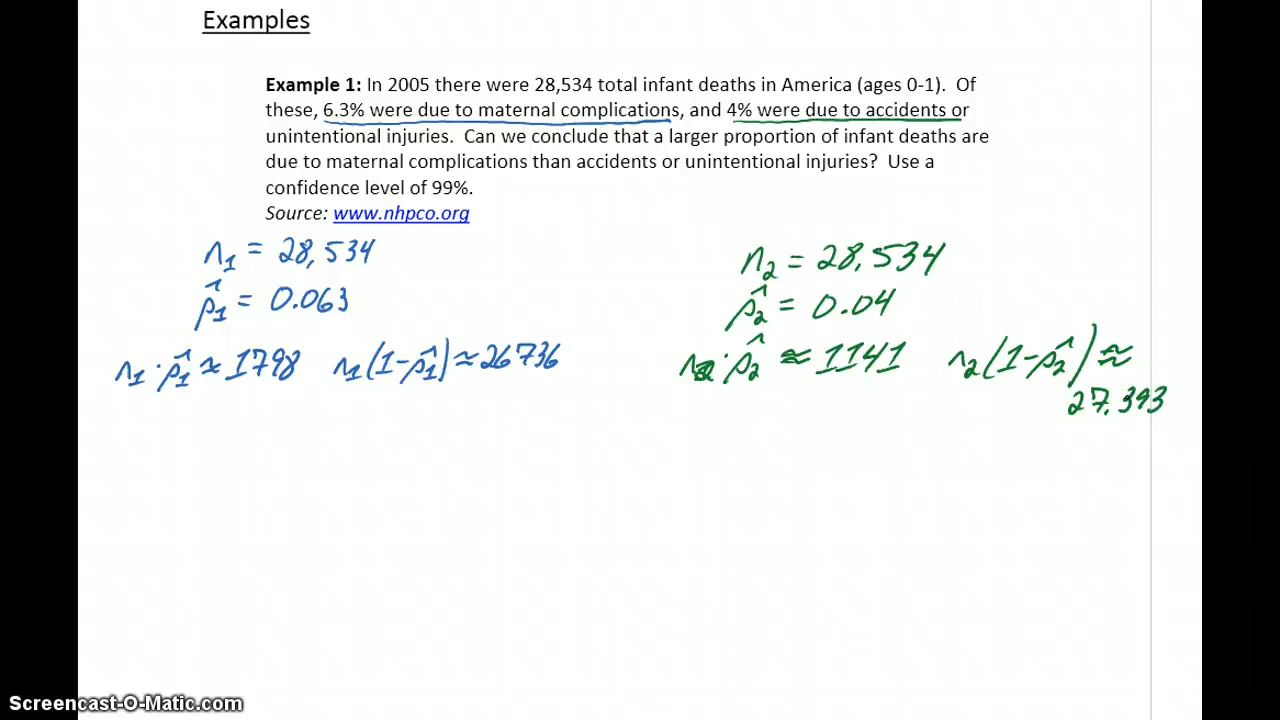 Examples
Example 1: In 2005 there were 28,534 total infant deaths in America (ages 0-1). Of
these, 6.3% were due to maternal complications, and 4% were due to accidents or
unintentional injuries. Can we conclude that a larger proportion of infant deaths are
due to maternal complications than accidents or unintentional injuries? Use a
confidence level of 99%.
Source: www.nhpco.org
n₁ = 28,534
p̂₁ = 0.063
n₁·p̂₁ ≈ 1798 n₁(1-p̂₁) ≈ 26736
n₂ = 28,534
p̂₂ = 0.04
n₂·p̂₂ ≈ 1141 n₂(1-p̂₂) ≈
27,393
Screencast-O-Matic.com